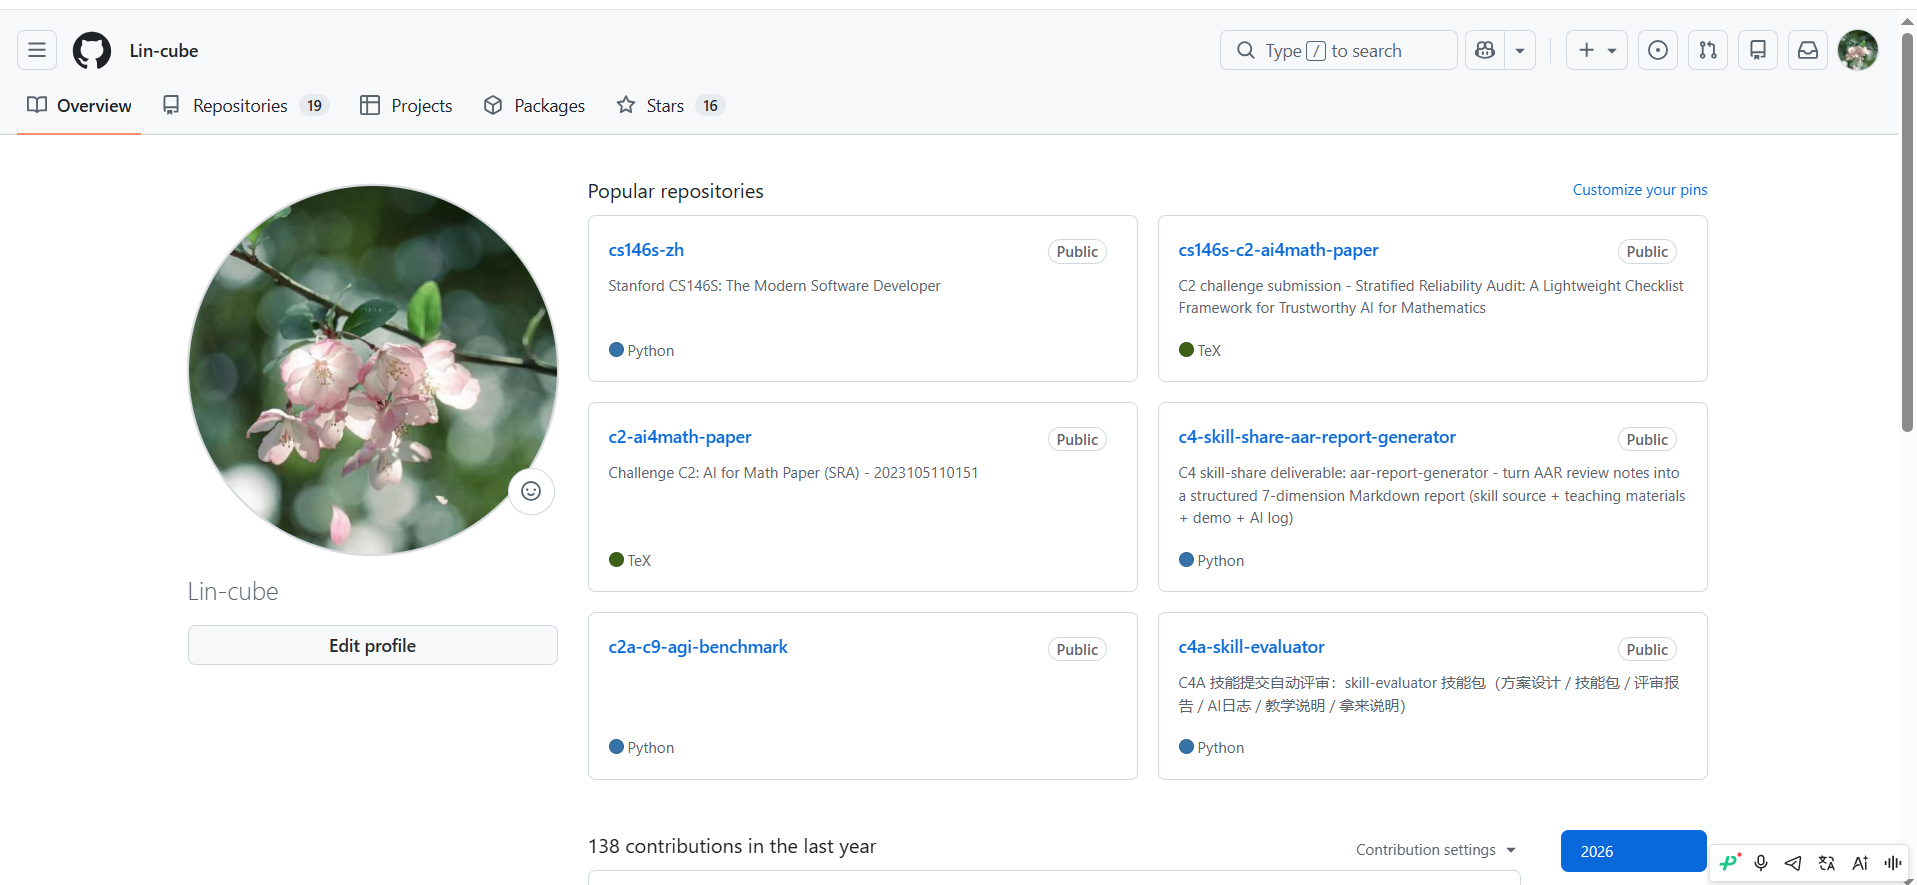 Lin-cube
Type / to search
Overview
Repositories 19
Projects
Packages
Stars 16
Popular repositories
Customize your pins
cs146s-zh
Public
Stanford CS146S: The Modern Software Developer
Python
cs146s-c2-ai4math-paper
Public
C2 challenge submission - Stratified Reliability Audit: A Lightweight Checklist
Framework for Trustworthy AI for Mathematics
TeX
c2-ai4math-paper
Public
Challenge C2: AI for Math Paper (SRA) - 2023105110151
TeX
c4-skill-share-aar-report-generator
Public
C4 skill-share deliverable: aar-report-generator - turn AAR review notes into
a structured 7-dimension Markdown report (skill source + teaching materials
+ demo + AI log)
Python
Lin-cube
Edit profile
c2a-c9-agi-benchmark
Public
Python
c4a-skill-evaluator
Public
C4A 技能提交自动评审：skill-evaluator 技能包（方案设计 / 技能包 / 评审报
告 / AI日志 / 教学说明 / 拿来说明）
Python
138 contributions in the last year
Contribution settings
2026